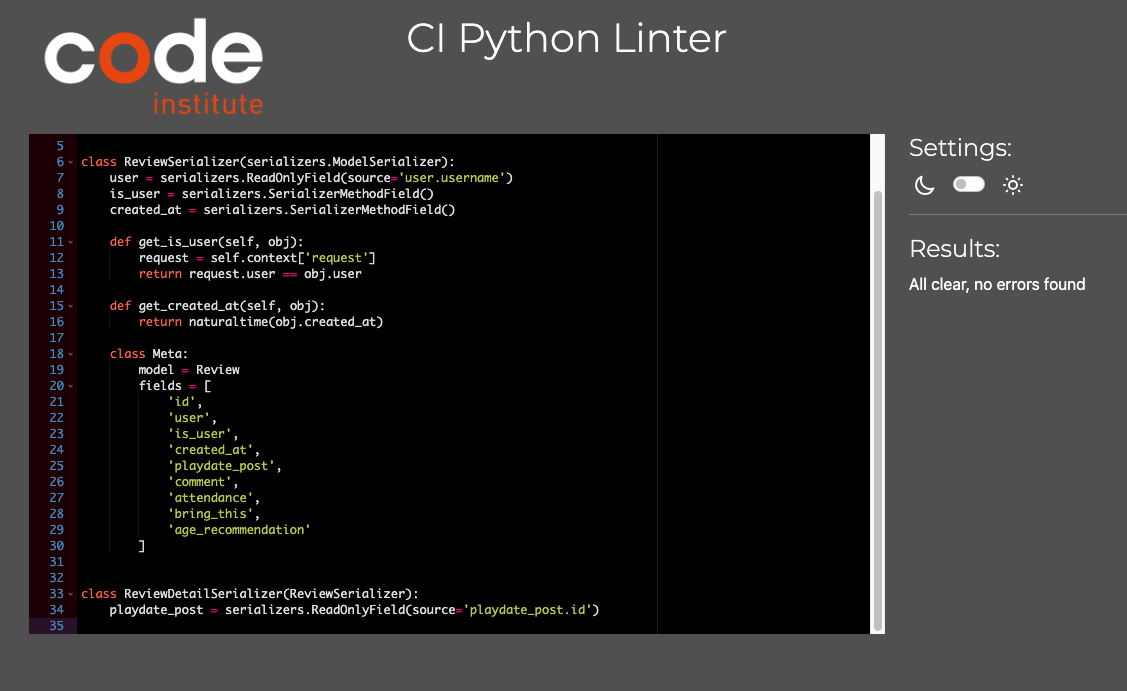 code
institute
CI Python Linter
5
6 class ReviewSerializer(serializers.ModelSerializer):
7     user = serializers.ReadOnlyField(source='user.username')
8     is_user = serializers.SerializerMethodField()
9     created_at = serializers.SerializerMethodField()
10
11     def get_is_user(self, obj):
12         request = self.context['request']
13         return request.user == obj.user
14
15     def get_created_at(self, obj):
16         return naturaltime(obj.created_at)
17
18     class Meta:
19         model = Review
20         fields = [
21             'id',
22             'user',
23             'is_user',
24             'created_at',
25             'playdate_post',
26             'comment',
27             'attendance',
28             'bring_this',
29             'age_recommendation'
30         ]
31
32
33 class ReviewDetailSerializer(ReviewSerializer):
34     playdate_post = serializers.ReadOnlyField(source='playdate_post.id')
35
Settings:
Results:
All clear, no errors found